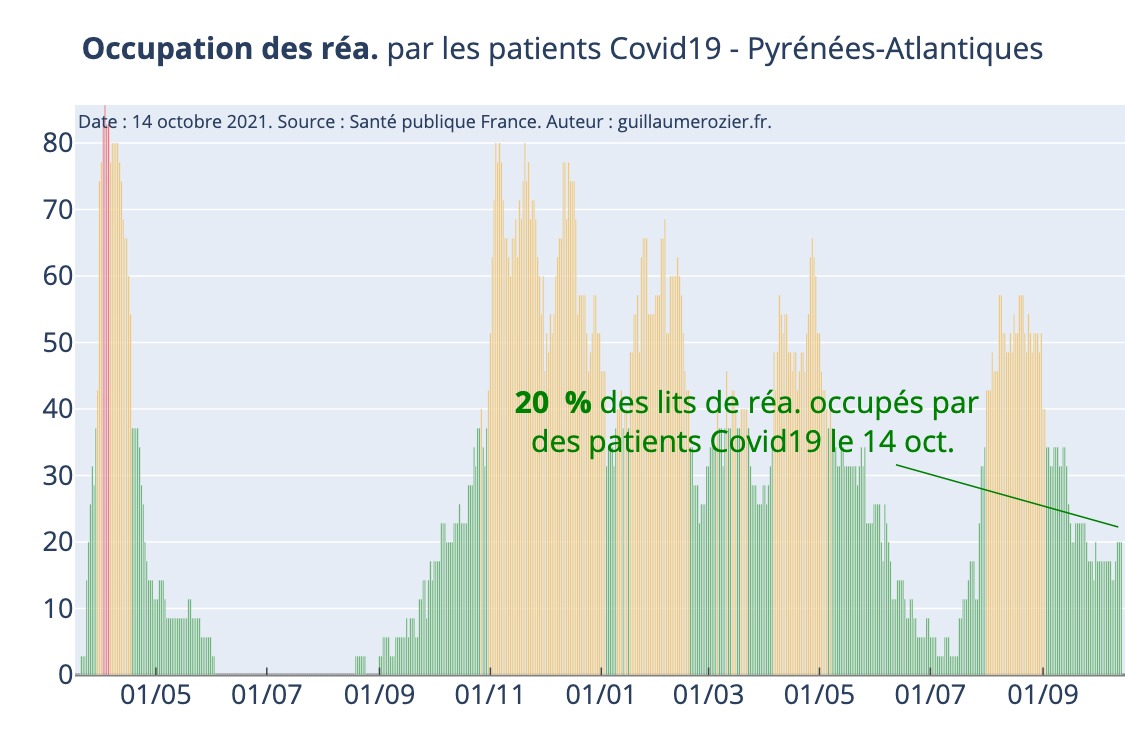 Occupation des réa. par les patients Covid19 - Pyrénées-Atlantiques
Date : 14 octobre 2021. Source : Santé publique France. Auteur : guillaumerozier.fr.
80
70
60
50
40
30
20
10
0
20  % des lits de réa. occupés par
des patients Covid19 le 14 oct.
01/05 01/07 01/09 01/11 01/01 01/03 01/05 01/07 01/09